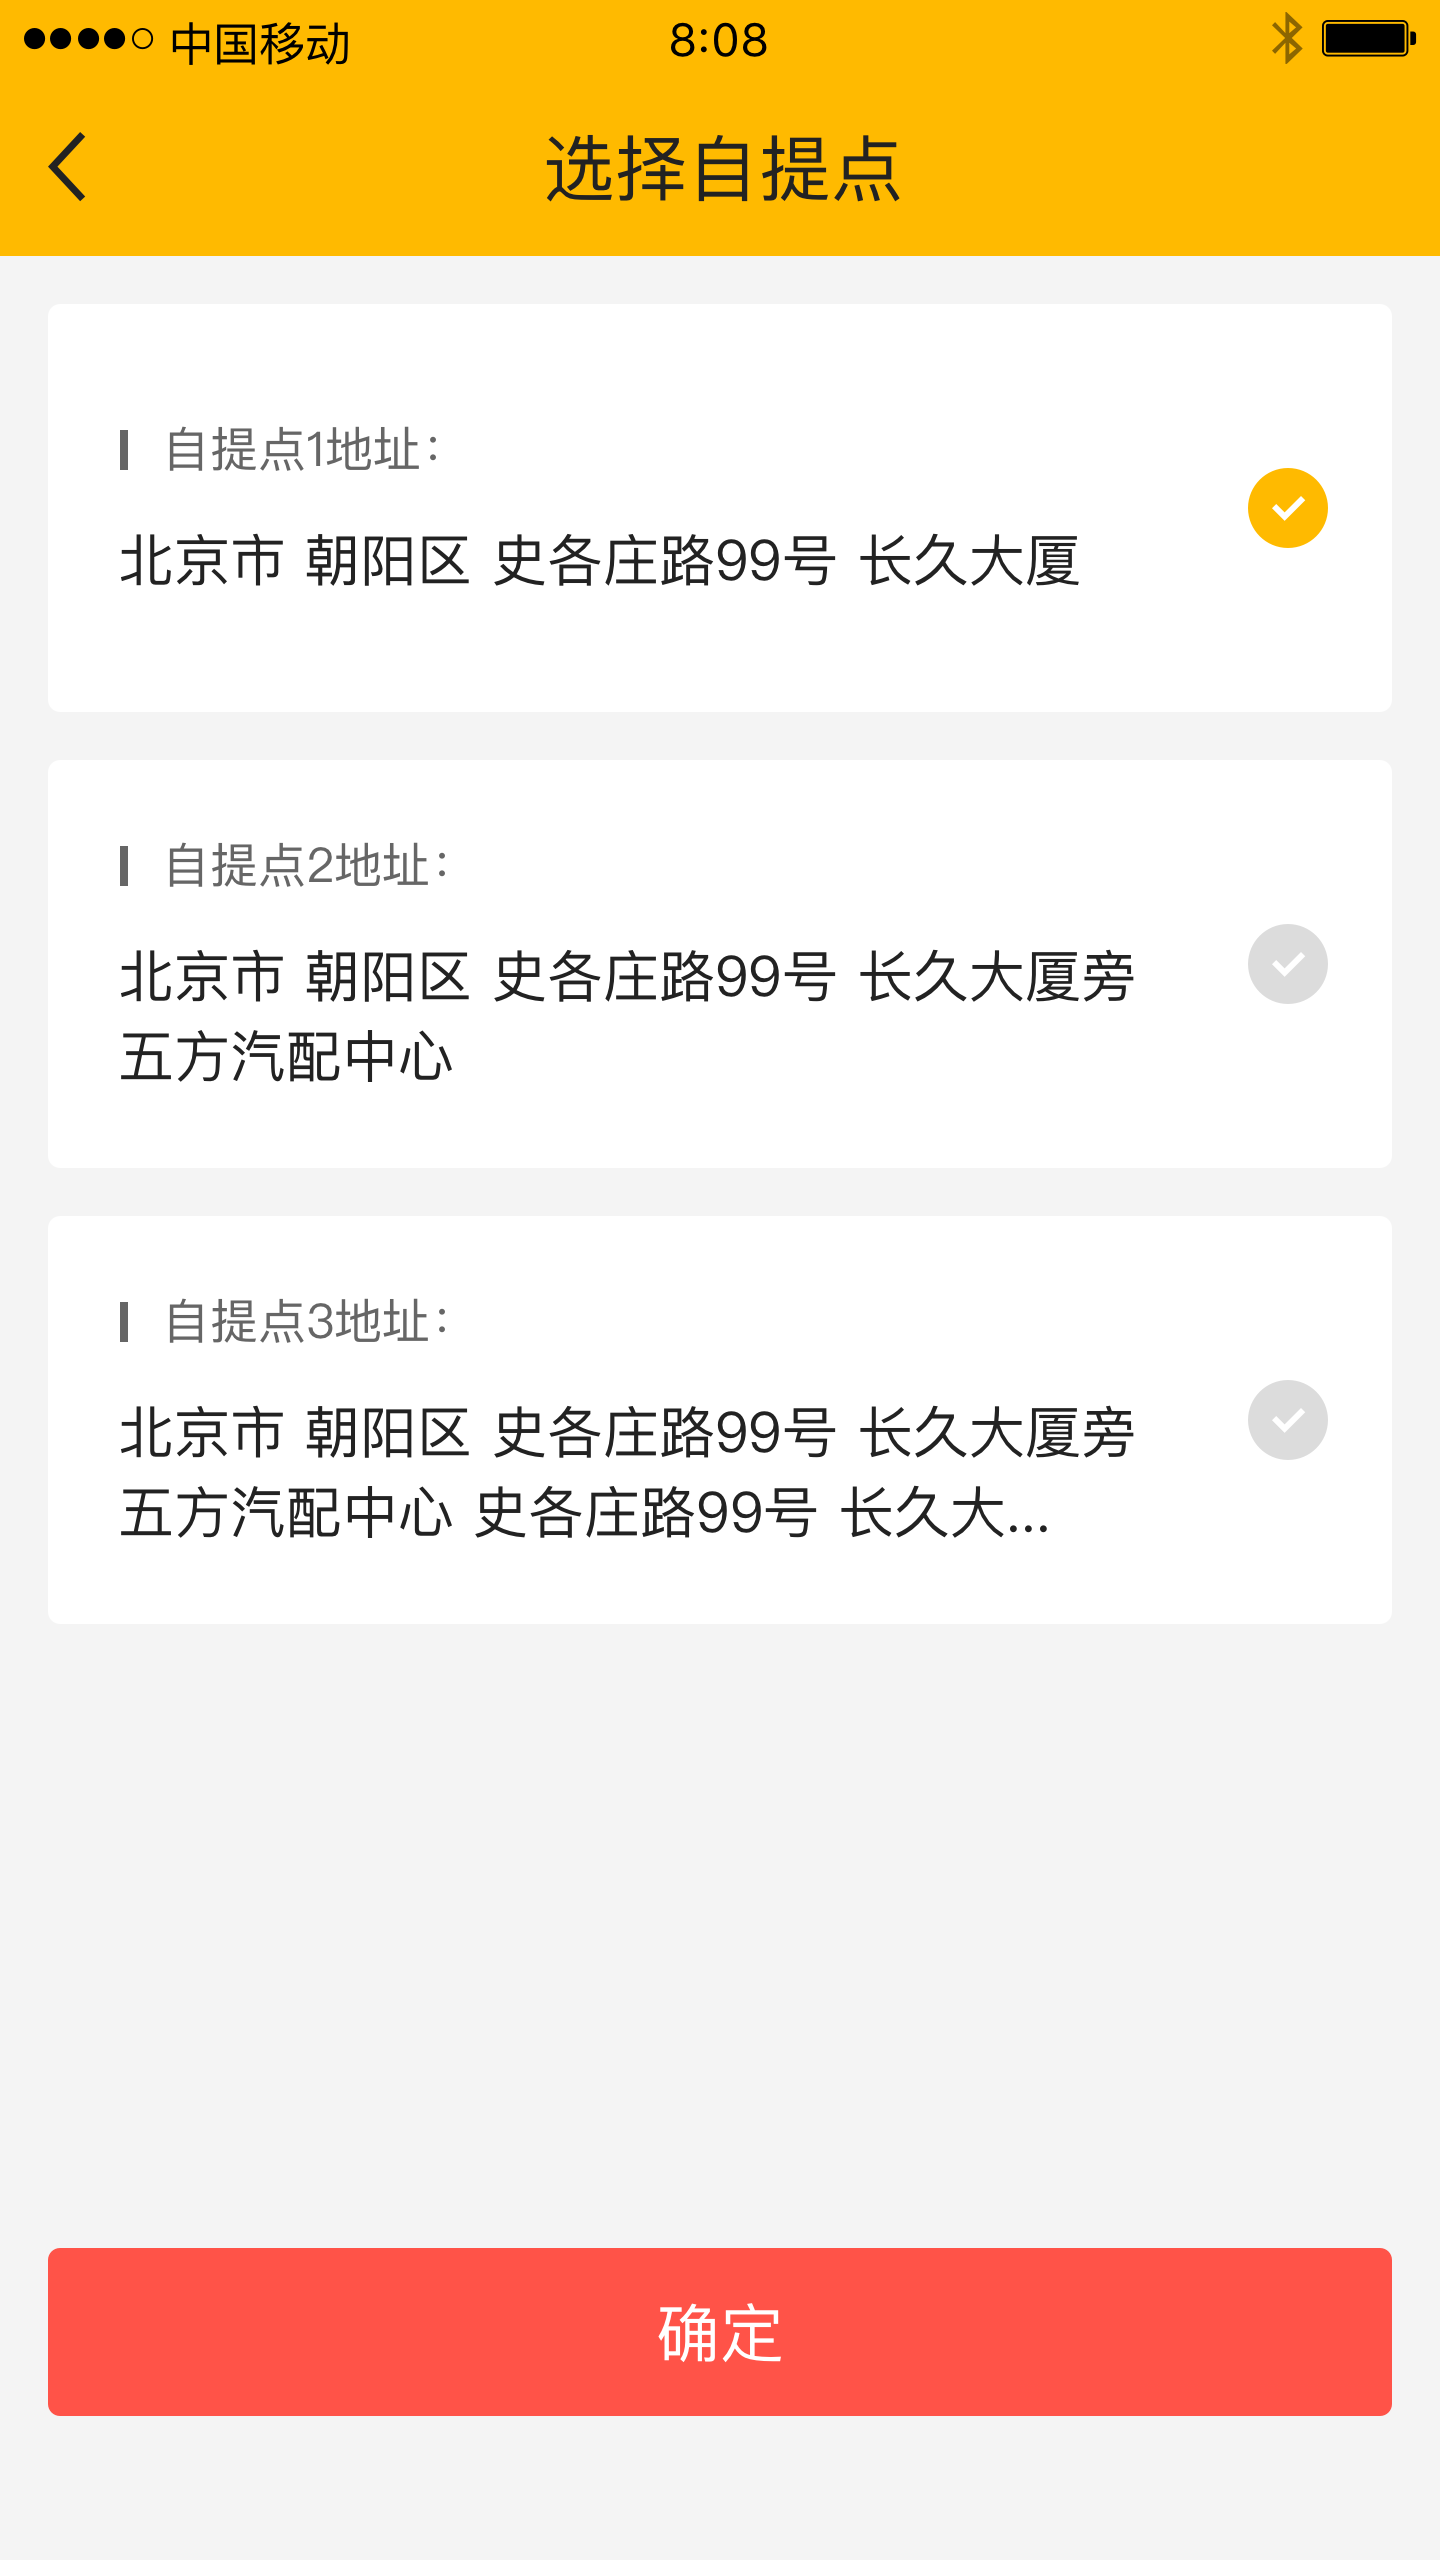 中国移动 8:08
选择自提点
自提点1地址：
北京市 朝阳区 史各庄路99号 长久大厦
自提点2地址：
北京市 朝阳区 史各庄路99号 长久大厦旁
五方汽配中心
自提点3地址：
北京市 朝阳区 史各庄路99号 长久大厦旁
五方汽配中心 史各庄路99号 长久大...
确定